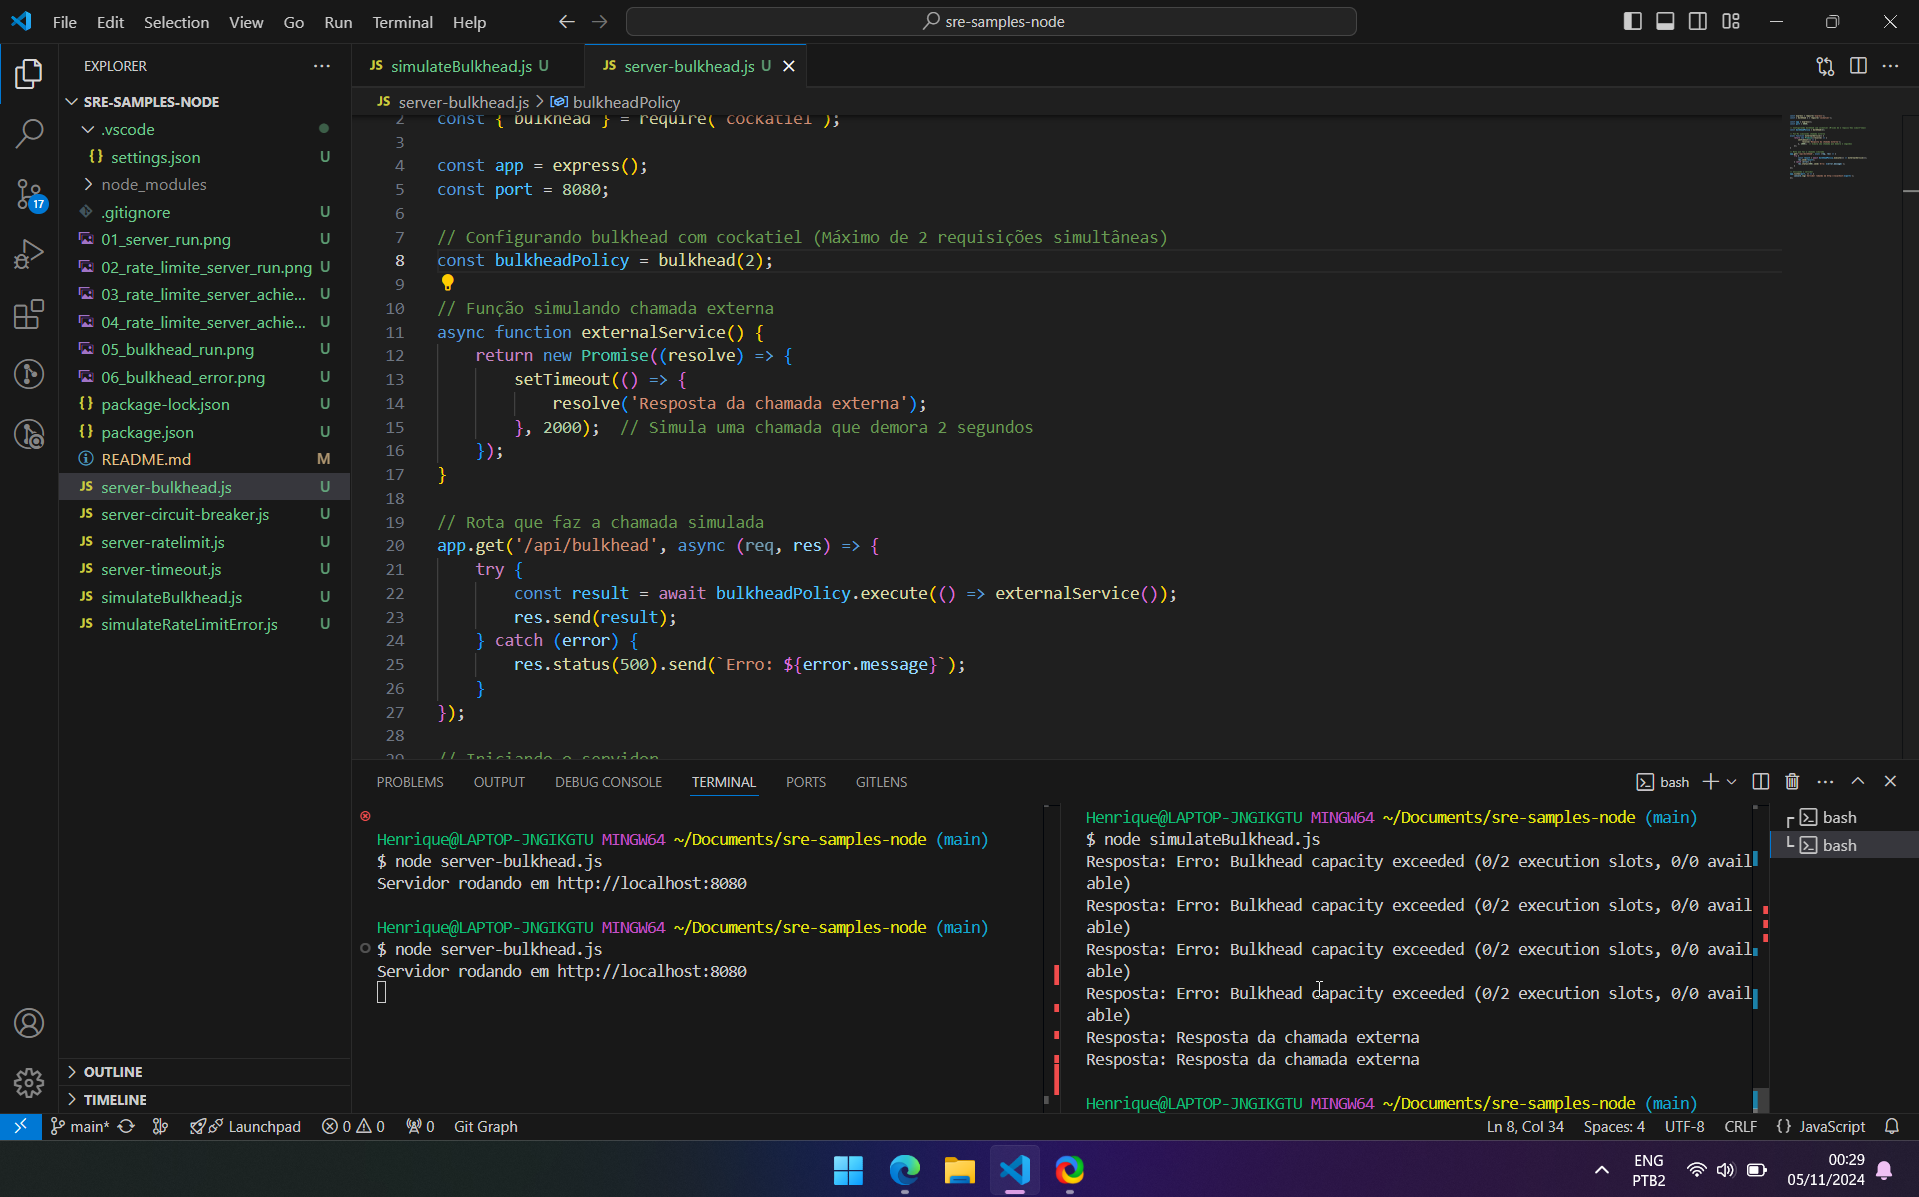 File Edit Selection View Go Run Terminal Help
sre-samples-node
EXPLORER
SRE-SAMPLES-NODE
.vscode
{} settings.json U
node_modules
.gitignore U
01_server_run.png U
02_rate_limite_server_run.png U
03_rate_limite_server_achie... U
04_rate_limite_server_achie... U
05_bulkhead_run.png U
06_bulkhead_error.png U
{} package-lock.json U
{} package.json U
README.md M
JS server-bulkhead.js U
JS server-circuit-breaker.js U
JS server-ratelimit.js U
JS server-timeout.js U
JS simulateBulkhead.js U
JS simulateRateLimitError.js U
OUTLINE
TIMELINE
17
JS simulateBulkhead.js U
JS server-bulkhead.js U
JS server-bulkhead.js > bulkheadPolicy
2 const { bulkhead } = require('cockatiel');
3
4 const app = express();
5 const port = 8080;
6
7 // Configurando bulkhead com cockatiel (Máximo de 2 requisições simultâneas)
8 const bulkheadPolicy = bulkhead(2);
9
10 // Função simulando chamada externa
11 async function externalService() {
12 return new Promise((resolve) => {
13 setTimeout(() => {
14 resolve('Resposta da chamada externa');
15 }, 2000); // Simula uma chamada que demora 2 segundos
16 });
17 }
18
19 // Rota que faz a chamada simulada
20 app.get('/api/bulkhead', async (req, res) => {
21 try {
22 const result = await bulkheadPolicy.execute(() => externalService());
23 res.send(result);
24 } catch (error) {
25 res.status(500).send(`Erro: ${error.message}`);
26 }
27 });
28
29 // Iniciando o servidor
PROBLEMS OUTPUT DEBUG CONSOLE TERMINAL PORTS GITLENS
bash
Henrique@LAPTOP-JNGIKGTU MINGW64 ~/Documents/sre-samples-node (main)
$ node server-bulkhead.js
Servidor rodando em http://localhost:8080
Henrique@LAPTOP-JNGIKGTU MINGW64 ~/Documents/sre-samples-node (main)
$ node server-bulkhead.js
Servidor rodando em http://localhost:8080
Henrique@LAPTOP-JNGIKGTU MINGW64 ~/Documents/sre-samples-node (main)
$ node simulateBulkhead.js
Resposta: Erro: Bulkhead capacity exceeded (0/2 execution slots, 0/0 avail
able)
Resposta: Erro: Bulkhead capacity exceeded (0/2 execution slots, 0/0 avail
able)
Resposta: Erro: Bulkhead capacity exceeded (0/2 execution slots, 0/0 avail
able)
Resposta: Erro: Bulkhead capacity exceeded (0/2 execution slots, 0/0 avail
able)
Resposta: Resposta da chamada externa
Resposta: Resposta da chamada externa
Henrique@LAPTOP-JNGIKGTU MINGW64 ~/Documents/sre-samples-node (main)
bash
bash
main* Launchpad 0 0 0 Git Graph
Ln 8, Col 34 Spaces: 4 UTF-8 CRLF {} JavaScript
ENG
PTB2
00:29
05/11/2024